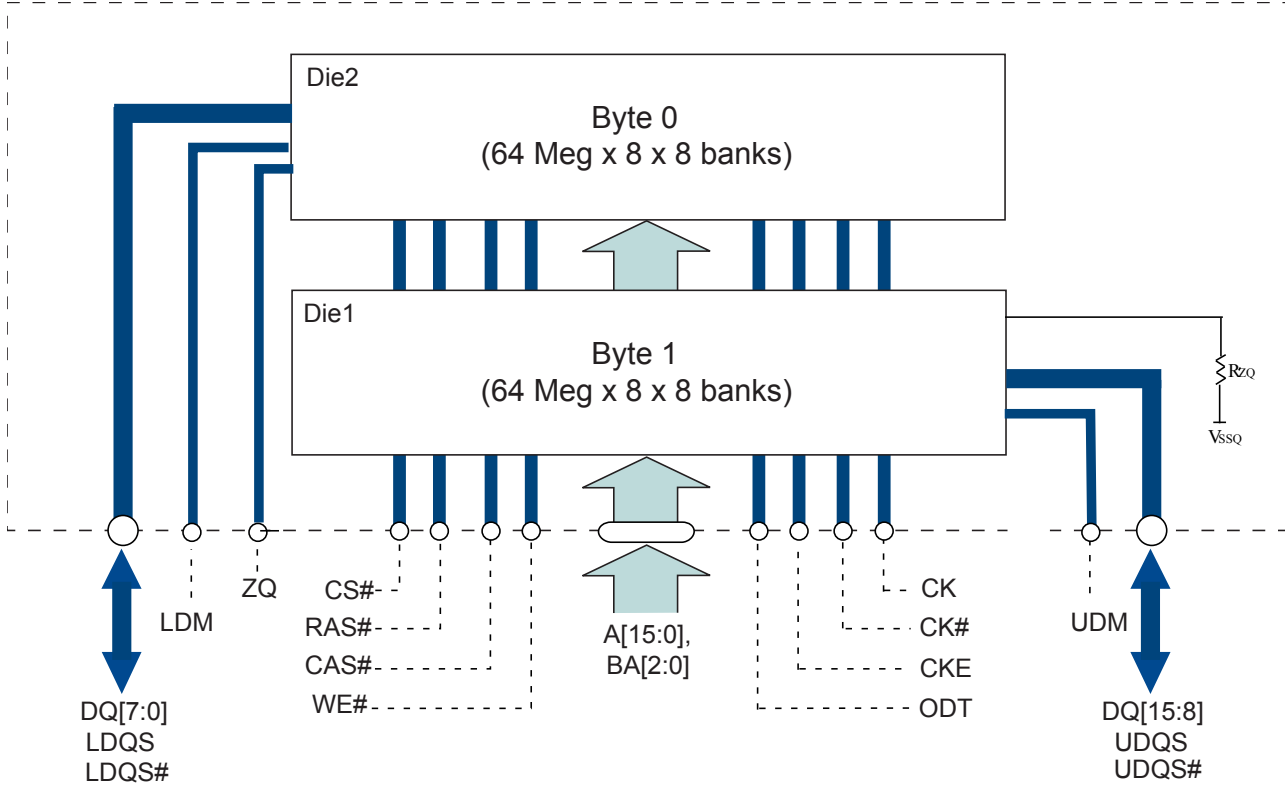 Die2
Byte 0
(64 Meg x 8 x 8 banks)
Die1
Byte 1
(64 Meg x 8 x 8 banks)
RZQ
VSSQ
LDM
ZQ
CS#
RAS#
CAS#
WE#
A[15:0],
BA[2:0]
CK
CK#
CKE
ODT
UDM
DQ[7:0]
LDQS
LDQS#
DQ[15:8]
UDQS
UDQS#